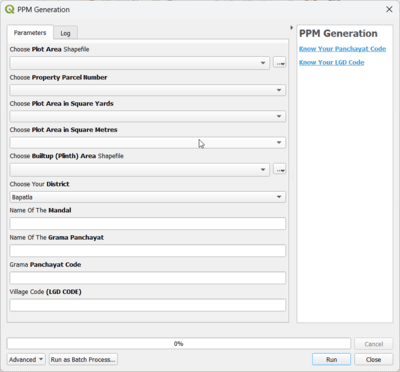 PPM Generation
Parameters Log
Choose Plot Area Shapefile
...
Choose Property Parcel Number
Choose Plot Area in Square Yards
Choose Plot Area in Square Metres
Choose Builtup (Plinth) Area Shapefile
...
Choose Your District
Bapatla
Name Of The Mandal
Name Of The Grama Panchayat
Grama Panchayat Code
Village Code (LGD CODE)
PPM Generation
Know Your Panchayat Code
Know Your LGD Code
0%
Cancel
Advanced
Run as Batch Process...
Run
Close